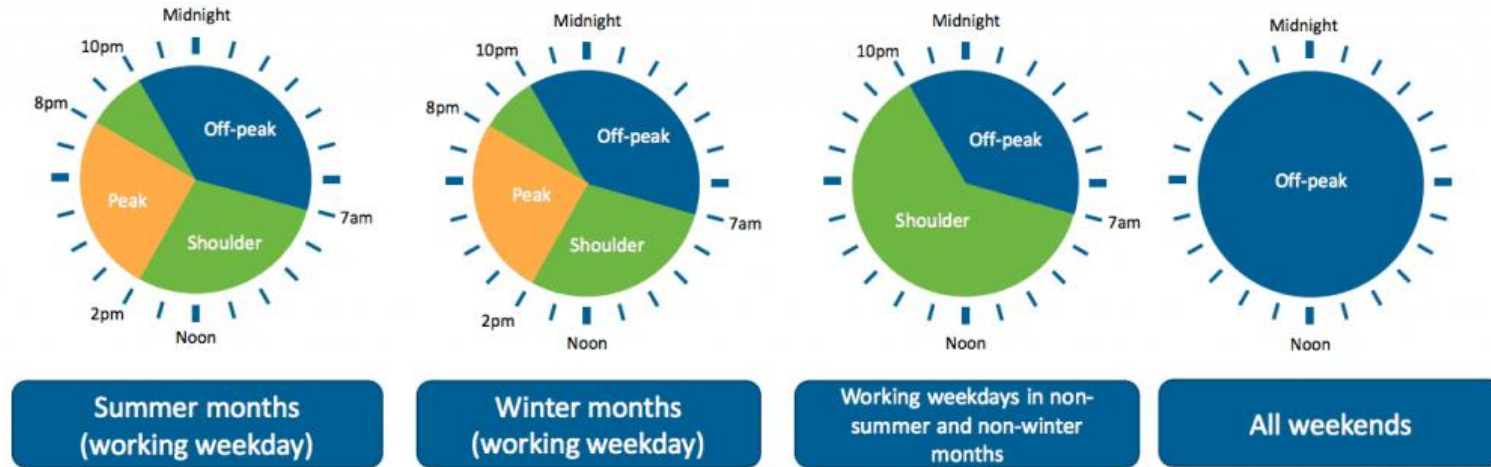 Midnight
10pm
8pm
Off-peak
Peak
7am
Shoulder
2pm
Noon
Summer months
(working weekday)
Midnight
10pm
8pm
Off-peak
Peak
7am
Shoulder
2pm
Noon
Winter months
(working weekday)
Midnight
10pm
Off-peak
7am
Shoulder
Noon
Working weekdays in non-
summer and non-winter
months
Midnight
Off-peak
Noon
All weekends